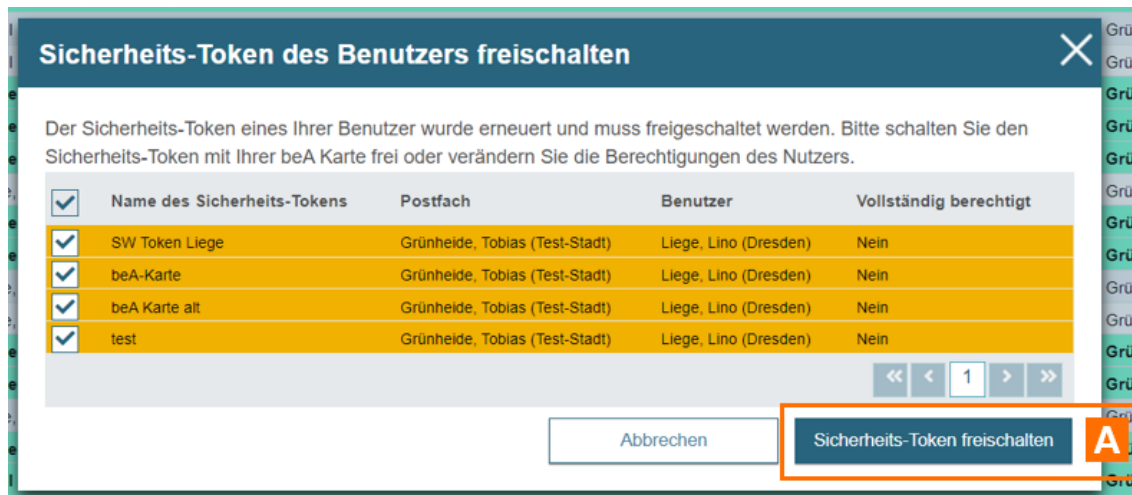 Sicherheits-Token des Benutzers freischalten
Der Sicherheits-Token eines Ihrer Benutzer wurde erneuert und muss freigeschaltet werden. Bitte schalten Sie den
Sicherheits-Token mit Ihrer beA Karte frei oder verändern Sie die Berechtigungen des Nutzers.
Name des Sicherheits-Tokens Postfach Benutzer Vollständig berechtigt
SW Token Liege Grünheide, Tobias (Test-Stadt) Liege, Lino (Dresden) Nein
beA-Karte Grünheide, Tobias (Test-Stadt) Liege, Lino (Dresden) Nein
beA Karte alt Grünheide, Tobias (Test-Stadt) Liege, Lino (Dresden) Nein
test Grünheide, Tobias (Test-Stadt) Liege, Lino (Dresden) Nein
« < 1 > »
Abbrechen Sicherheits-Token freischalten A